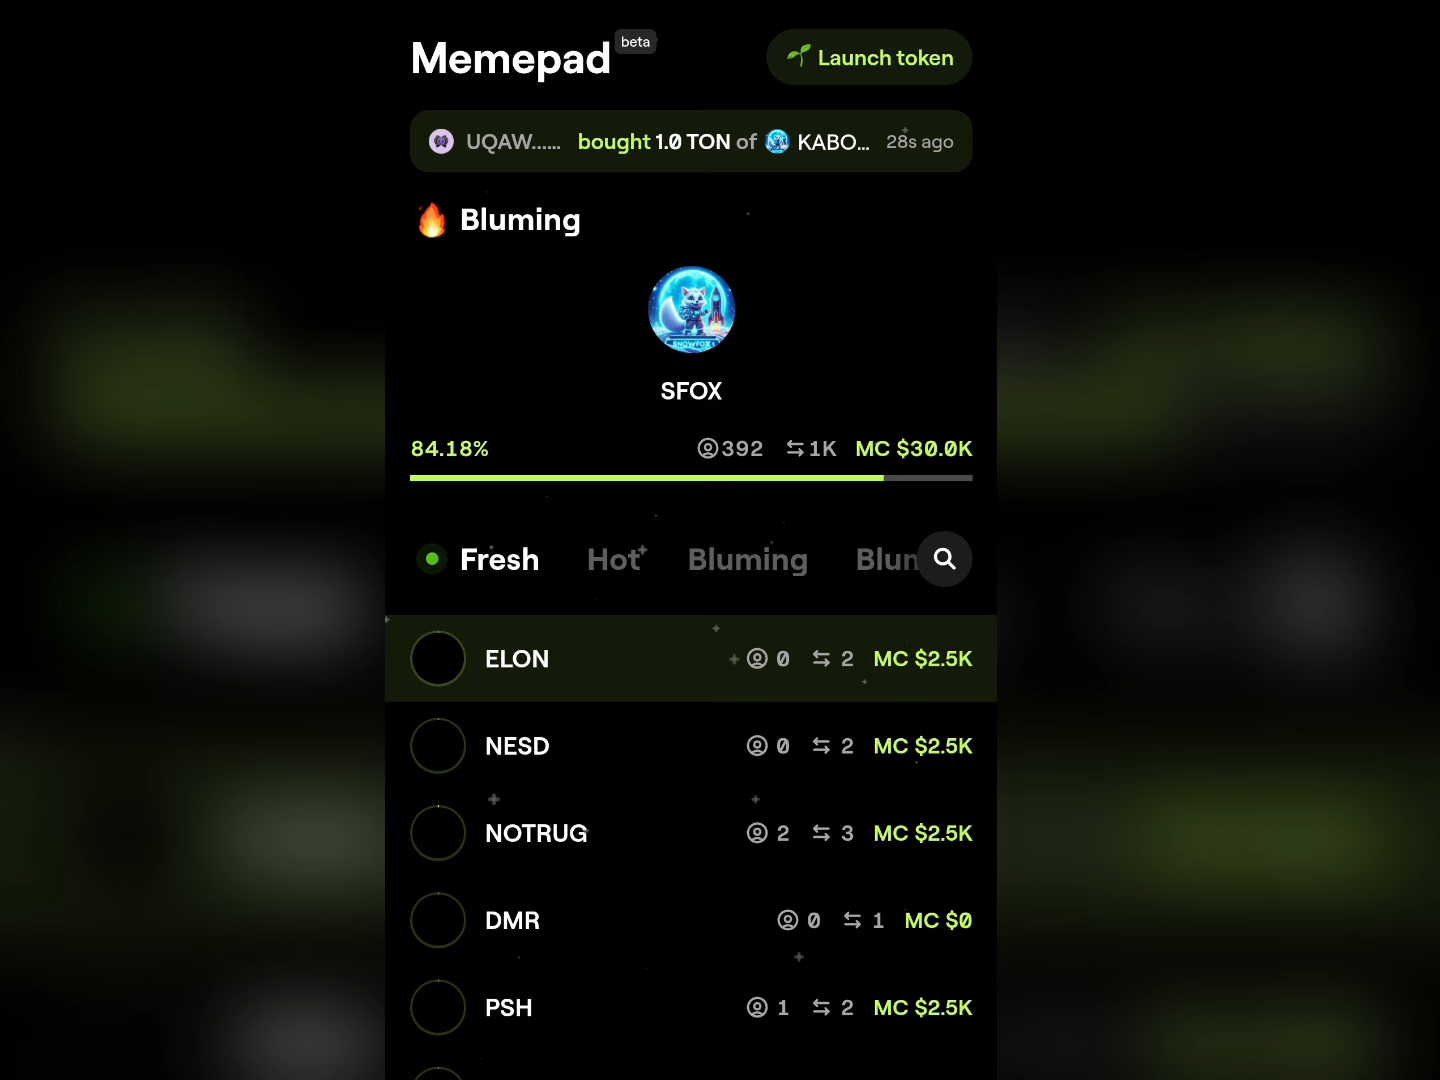 Memepad beta
Launch token
UQAW...... bought 1.0 TON of KABO... 28s ago
Bluming
SNOWFOX
SFOX
84.18% 392 1K MC $30.0K
Fresh Hot Bluming Blum
ELON 0 2 MC $2.5K
NESD 0 2 MC $2.5K
NOTRUG 2 3 MC $2.5K
DMR 0 1 MC $0
PSH 1 2 MC $2.5K